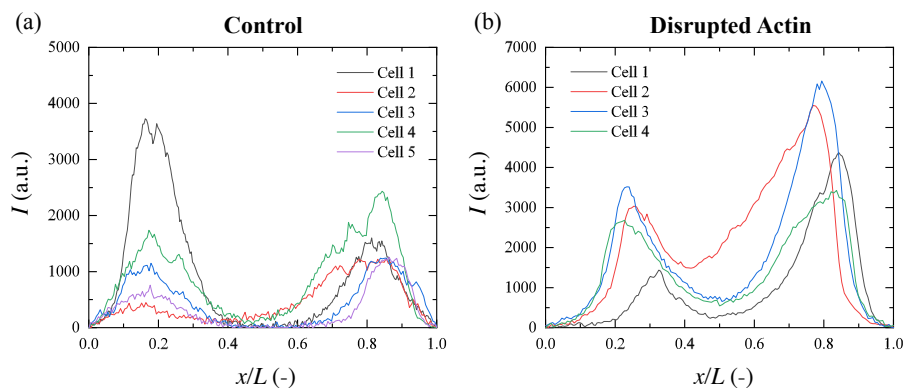 (a)
Control
5000
4000
3000
2000
1000
0
I (a.u.)
Cell 1
Cell 2
Cell 3
Cell 4
Cell 5
0.0 0.2 0.4 0.6 0.8 1.0
x/L (-)
(b)
Disrupted Actin
7000
6000
5000
4000
3000
2000
1000
0
I (a.u.)
Cell 1
Cell 2
Cell 3
Cell 4
0.0 0.2 0.4 0.6 0.8 1.0
x/L (-)